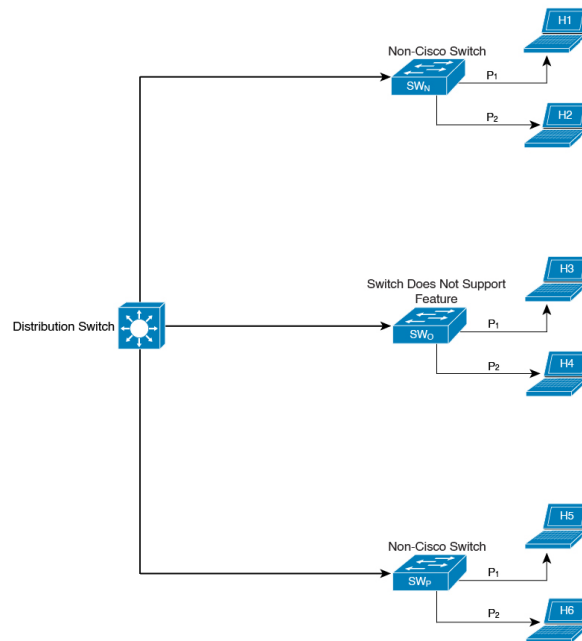 H1
Non-Cisco Switch
SWN
P1
P2
H2
H3
Switch Does Not Support
Feature
Distribution Switch
SWO
P1
P2
H4
H5
Non-Cisco Switch
SWP
P1
P2
H6